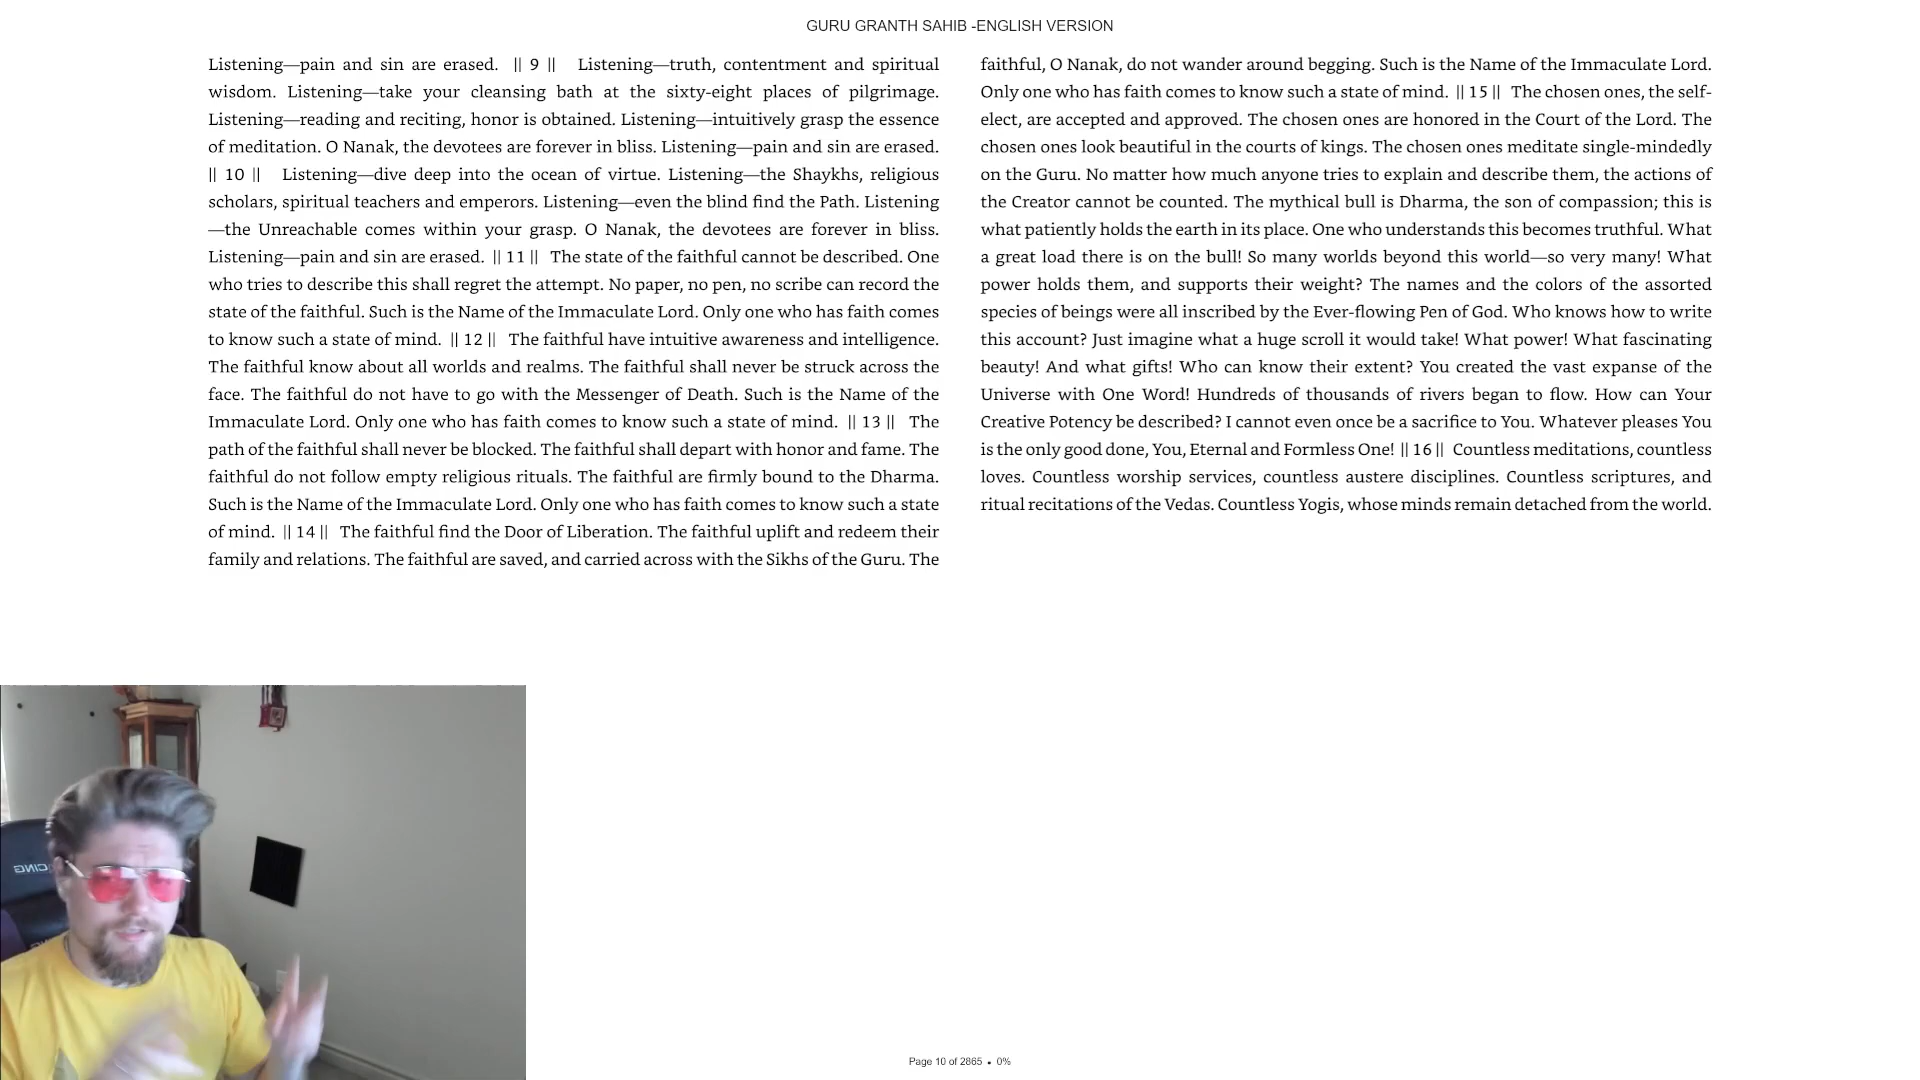 GURU GRANTH SAHIB -ENGLISH VERSION
Listening—pain and sin are erased. || 9 || Listening—truth, contentment and spiritual
wisdom. Listening—take your cleansing bath at the sixty-eight places of pilgrimage.
Listening—reading and reciting, honor is obtained. Listening—intuitively grasp the essence
of meditation. O Nanak, the devotees are forever in bliss. Listening—pain and sin are erased.
|| 10 || Listening—dive deep into the ocean of virtue. Listening—the Shaykhs, religious
scholars, spiritual teachers and emperors. Listening—even the blind find the Path. Listening
—the Unreachable comes within your grasp. O Nanak, the devotees are forever in bliss.
Listening—pain and sin are erased. || 11 || The state of the faithful cannot be described. One
who tries to describe this shall regret the attempt. No paper, no pen, no scribe can record the
state of the faithful. Such is the Name of the Immaculate Lord. Only one who has faith comes
to know such a state of mind. || 12 || The faithful have intuitive awareness and intelligence.
The faithful know about all worlds and realms. The faithful shall never be struck across the
face. The faithful do not have to go with the Messenger of Death. Such is the Name of the
Immaculate Lord. Only one who has faith comes to know such a state of mind. || 13 || The
path of the faithful shall never be blocked. The faithful shall depart with honor and fame. The
faithful do not follow empty religious rituals. The faithful are firmly bound to the Dharma.
Such is the Name of the Immaculate Lord. Only one who has faith comes to know such a state
of mind. || 14 || The faithful find the Door of Liberation. The faithful uplift and redeem their
family and relations. The faithful are saved, and carried across with the Sikhs of the Guru. The
faithful, O Nanak, do not wander around begging. Such is the Name of the Immaculate Lord.
Only one who has faith comes to know such a state of mind. || 15 || The chosen ones, the self-
elect, are accepted and approved. The chosen ones are honored in the Court of the Lord. The
chosen ones look beautiful in the courts of kings. The chosen ones meditate single-mindedly
on the Guru. No matter how much anyone tries to explain and describe them, the actions of
the Creator cannot be counted. The mythical bull is Dharma, the son of compassion; this is
what patiently holds the earth in its place. One who understands this becomes truthful. What
a great load there is on the bull! So many worlds beyond this world—so very many! What
power holds them, and supports their weight? The names and the colors of the assorted
species of beings were all inscribed by the Ever-flowing Pen of God. Who knows how to write
this account? Just imagine what a huge scroll it would take! What power! What fascinating
beauty! And what gifts! Who can know their extent? You created the vast expanse of the
Universe with One Word! Hundreds of thousands of rivers began to flow. How can Your
Creative Potency be described? I cannot even once be a sacrifice to You. Whatever pleases You
is the only good done, You, Eternal and Formless One! || 16 || Countless meditations, countless
loves. Countless worship services, countless austere disciplines. Countless scriptures, and
ritual recitations of the Vedas. Countless Yogis, whose minds remain detached from the world.
Page 10 of 2865 • 0%